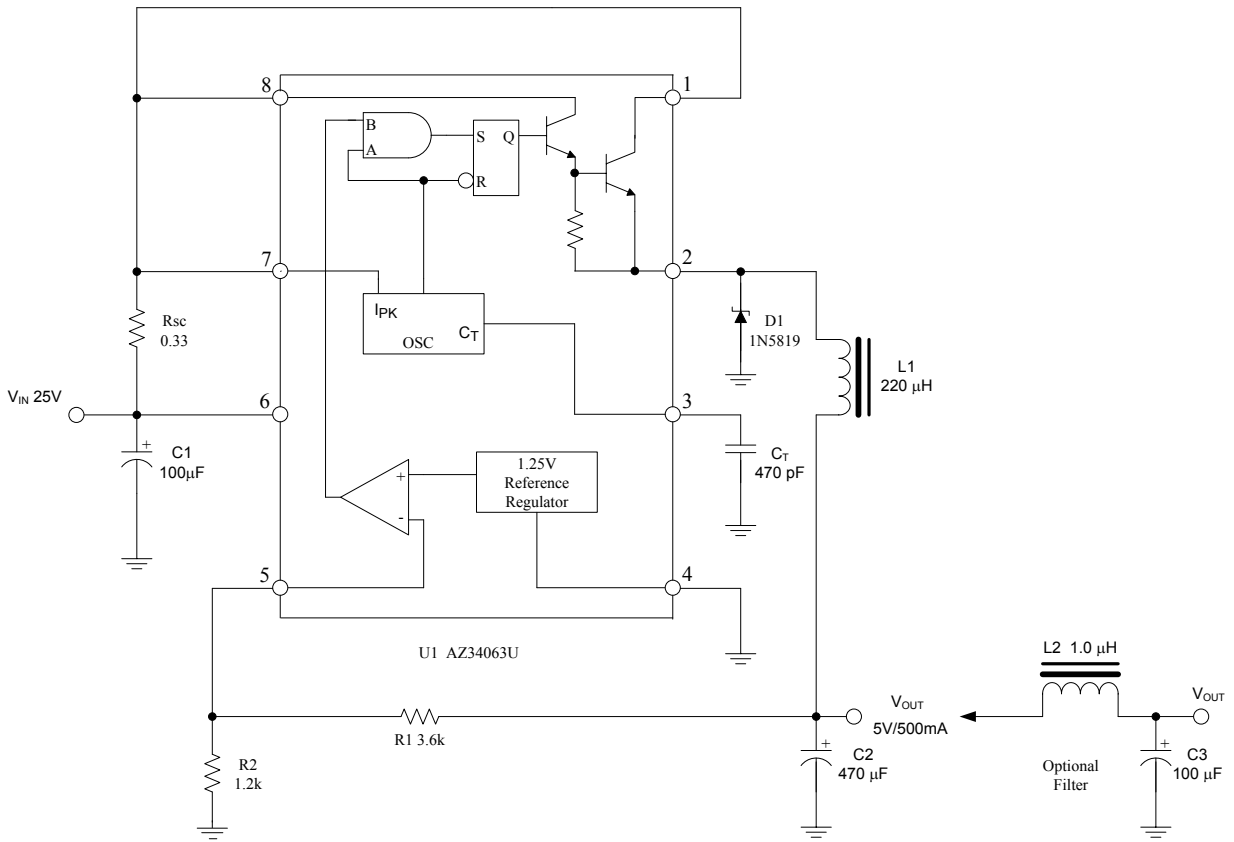 8
1
B
A
S
Q
R
7
2
IPK
CT
OSC
Rsc
0.33
D1
1N5819
L1
220 µH
VIN 25V
6
3
C1
100µF
CT
470 pF
1.25V
Reference
Regulator
+
-
+
+
5
4
U1 AZ34063U
L2 1.0 µH
VOUT
5V/500mA
VOUT
R1 3.6k
R2
1.2k
+
C2
470 µF
Optional
Filter
+
C3
100 µF